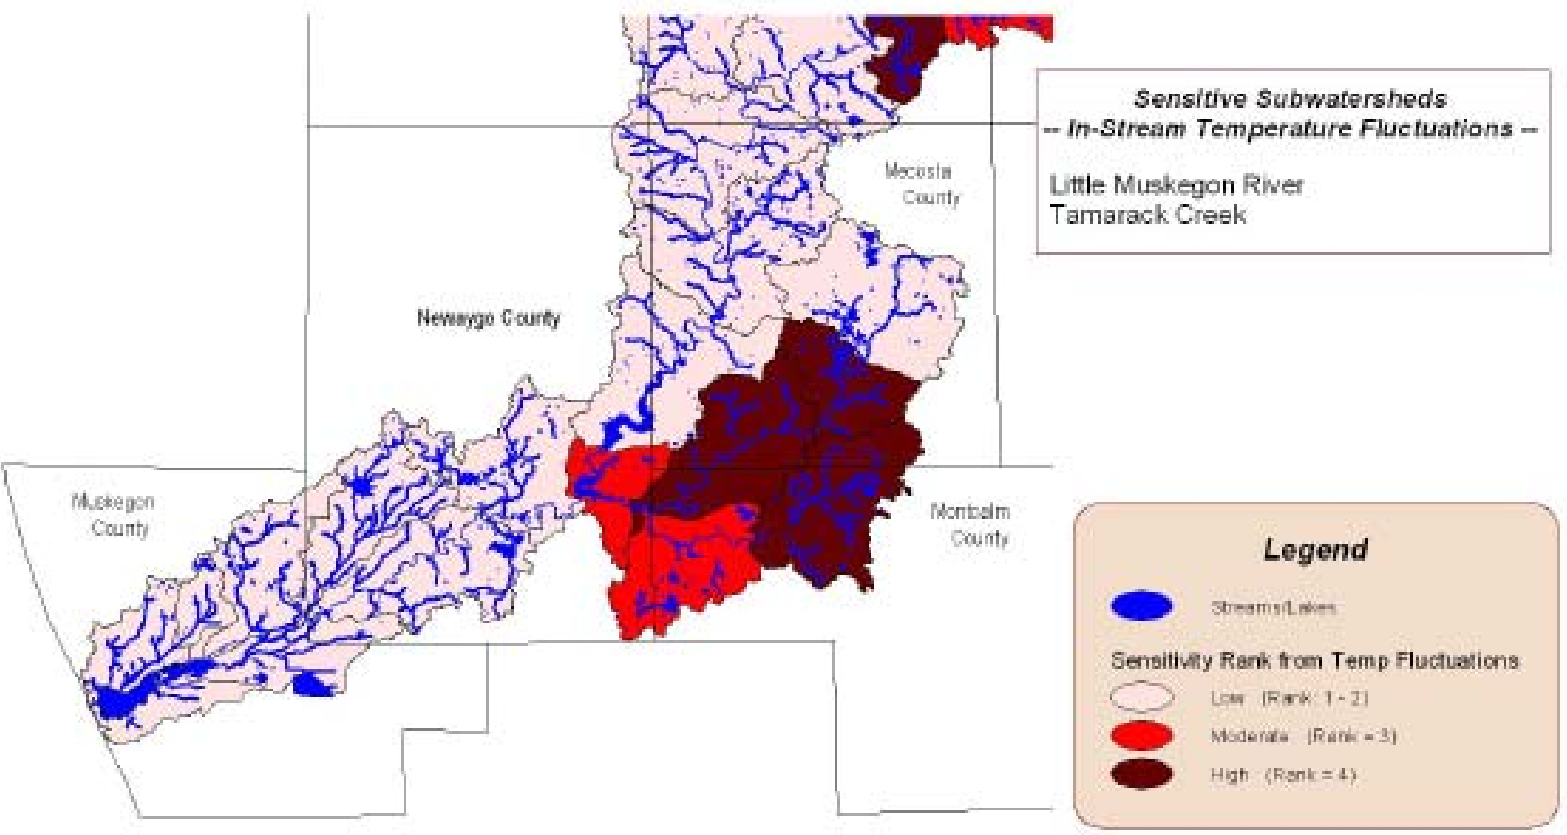 Sensitive Subwatersheds
-- In-Stream Temperature Fluctuations --
Little Muskegon River
Tamarack Creek
Mecosta
County
Newaygo County
Muskegon
County
Montcalm
County
Legend
Streams/Lakes
Sensitivity Rank from Temp Fluctuations
Low (Rank: 1 - 2)
Moderate (Rank = 3)
High (Rank = 4)